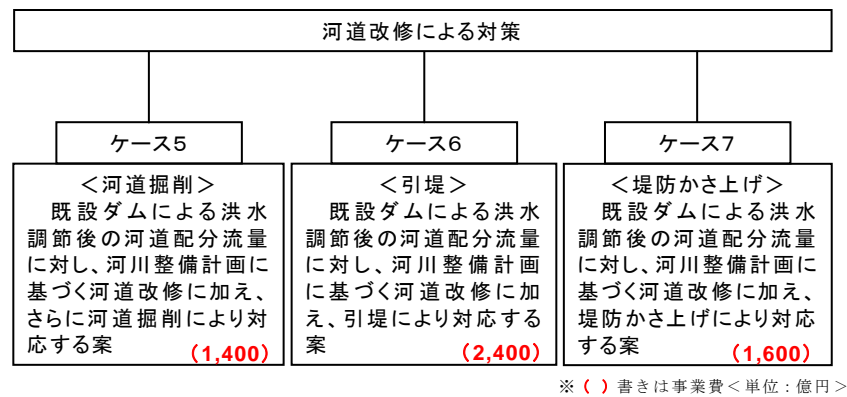 河道改修による対策
ケース5
＜河道掘削＞
既設ダムによる洪水
調節後の河道配分流量
に対し、河川整備計画に
基づく河道改修に加え、
さらに河道掘削により対
応する案
（1,400）
ケース6
＜引堤＞
既設ダムによる洪水
調節後の河道配分流量
に対し、河川整備計画
に基づく河道改修に加
え、引堤により対応する
案
（2,400）
ケース7
＜堤防かさ上げ＞
既設ダムによる洪水
調節後の河道配分流量
に対し、河川整備計画に
基づく河道改修に加え、
堤防かさ上げにより対応
する案
（1,600）
※（ ）書きは事業費＜単位：億円＞